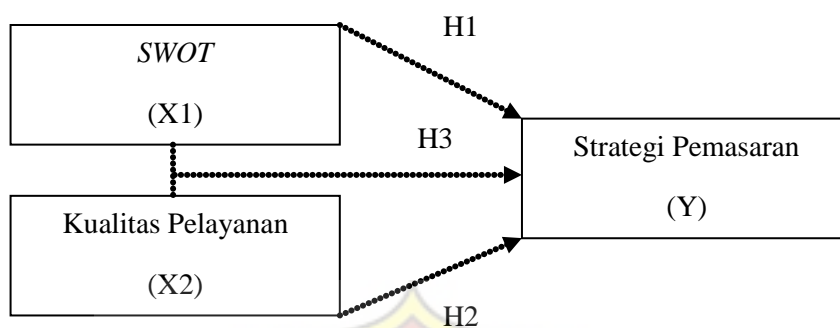 H1
SWOT
(X1)
H3
Strategi Pemasaran
(Y)
Kualitas Pelayanan
(X2)
H2